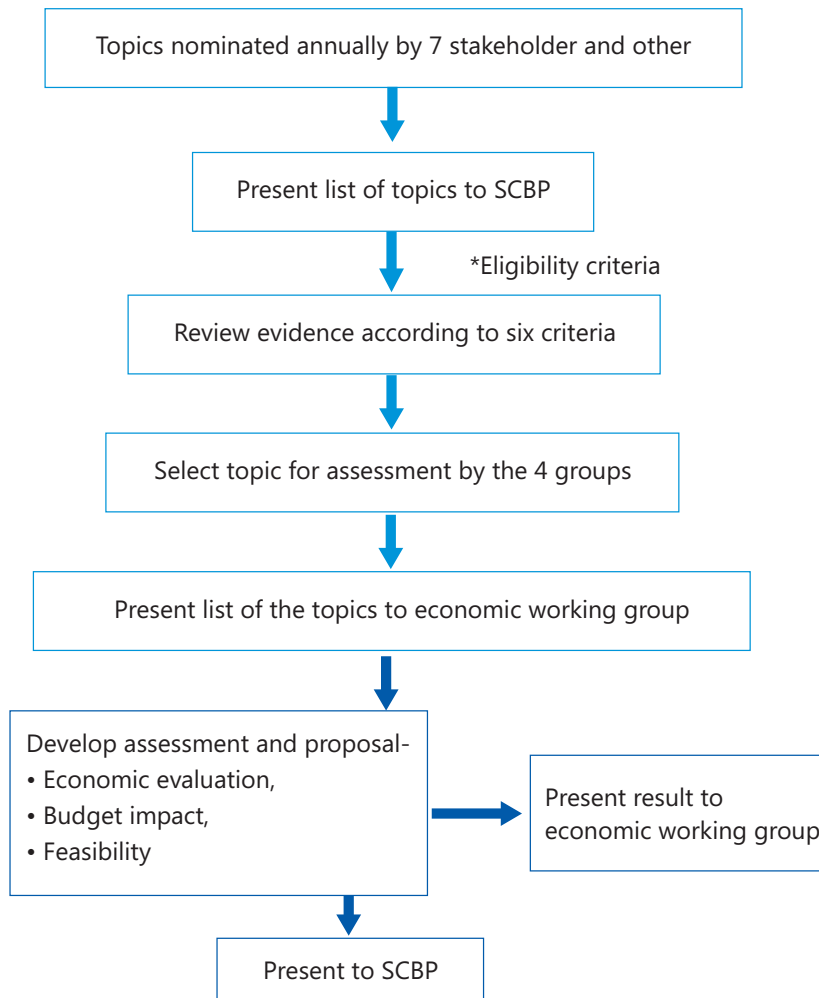 Topics nominated annually by 7 stakeholder and other
Present list of topics to SCBP
*Eligibility criteria
Review evidence according to six criteria
Select topic for assessment by the 4 groups
Present list of the topics to economic working group
Develop assessment and proposal-
• Economic evaluation,
• Budget impact,
• Feasibility
Present result to
economic working group
Present to SCBP